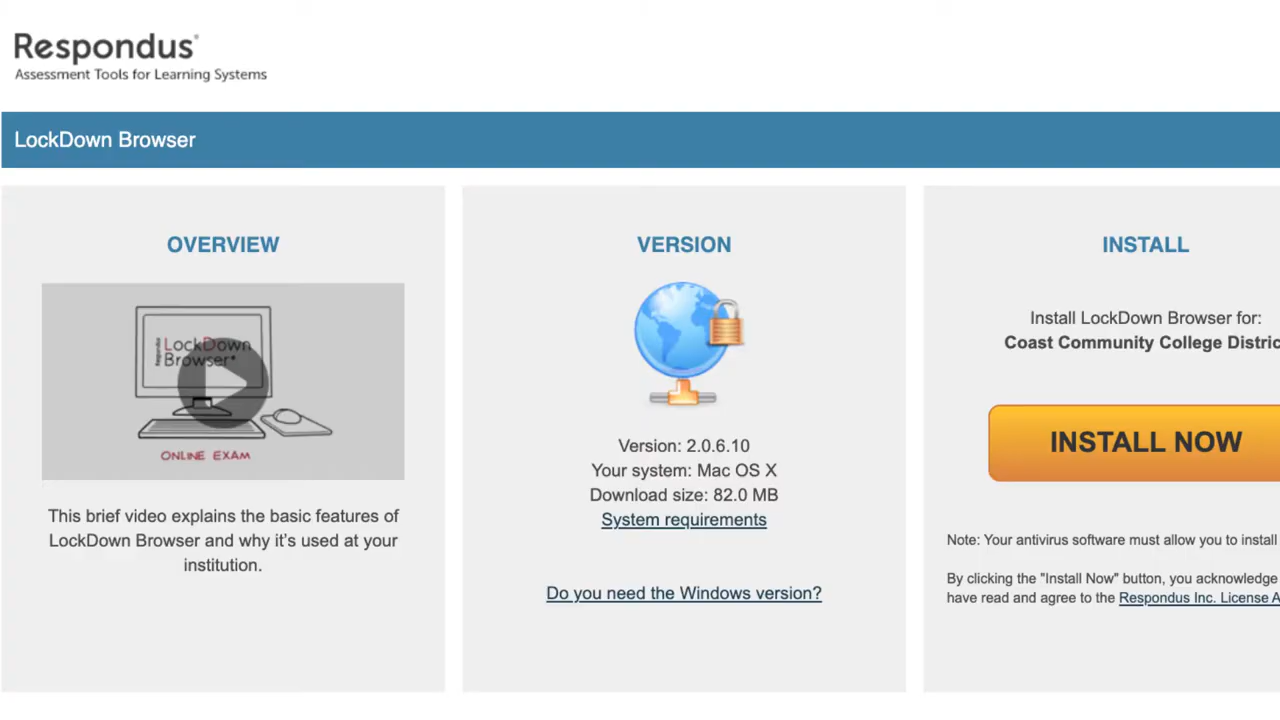 Respondus®
Assessment Tools for Learning Systems
LockDown Browser
OVERVIEW
Respondus
LockDown
Browser®
ONLINE EXAM
This brief video explains the basic features of
LockDown Browser and why it’s used at your
institution.
VERSION
Version: 2.0.6.10
Your system: Mac OS X
Download size: 82.0 MB
System requirements
Do you need the Windows version?
INSTALL
Install LockDown Browser for:
Coast Community College Distric
INSTALL NOW
Note: Your antivirus software must allow you to install
By clicking the "Install Now" button, you acknowledge
have read and agree to the Respondus Inc. License A